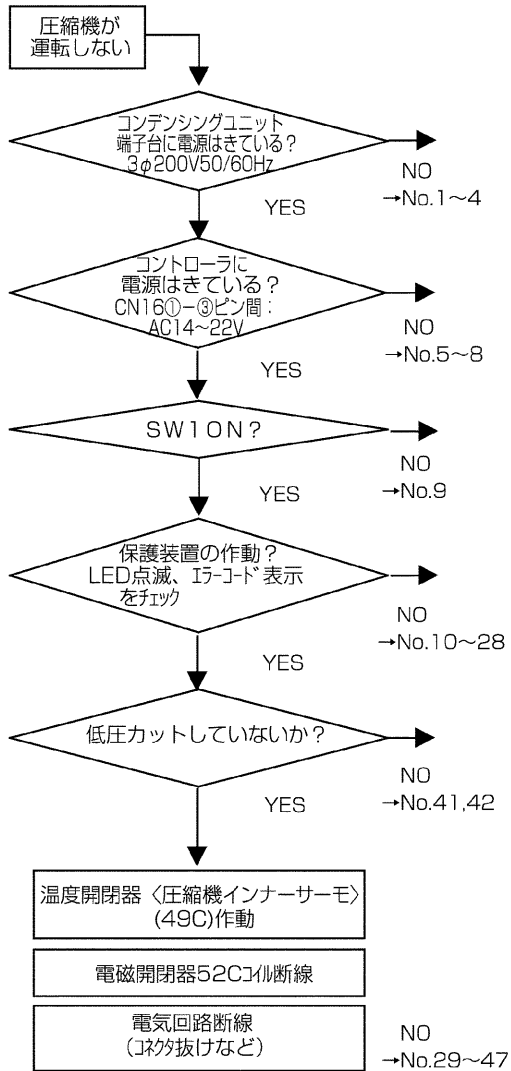 圧縮機が
運転しない
コンデンシングユニット
端子台に電源はきている？
3φ200V50/60Hz
NO
→No.1～4
YES
コントローラに
電源はきている？
CN16①−③ピン間：
AC14～22V
NO
→No.5～8
YES
SW1ON？
NO
→No.9
YES
保護装置の作動？
LED点滅、ｴﾗｰｺｰﾄﾞ表示
をﾁｪｯｸ
NO
→No.10～28
YES
低圧カットしていないか？
NO
→No.41,42
YES
温度開閉器〈圧縮機インナーサーモ〉
(49C)作動
電磁開閉器52Cｺｲﾙ断線
電気回路断線
(ｺﾈｸﾀ抜けなど)
NO
→No.29～47